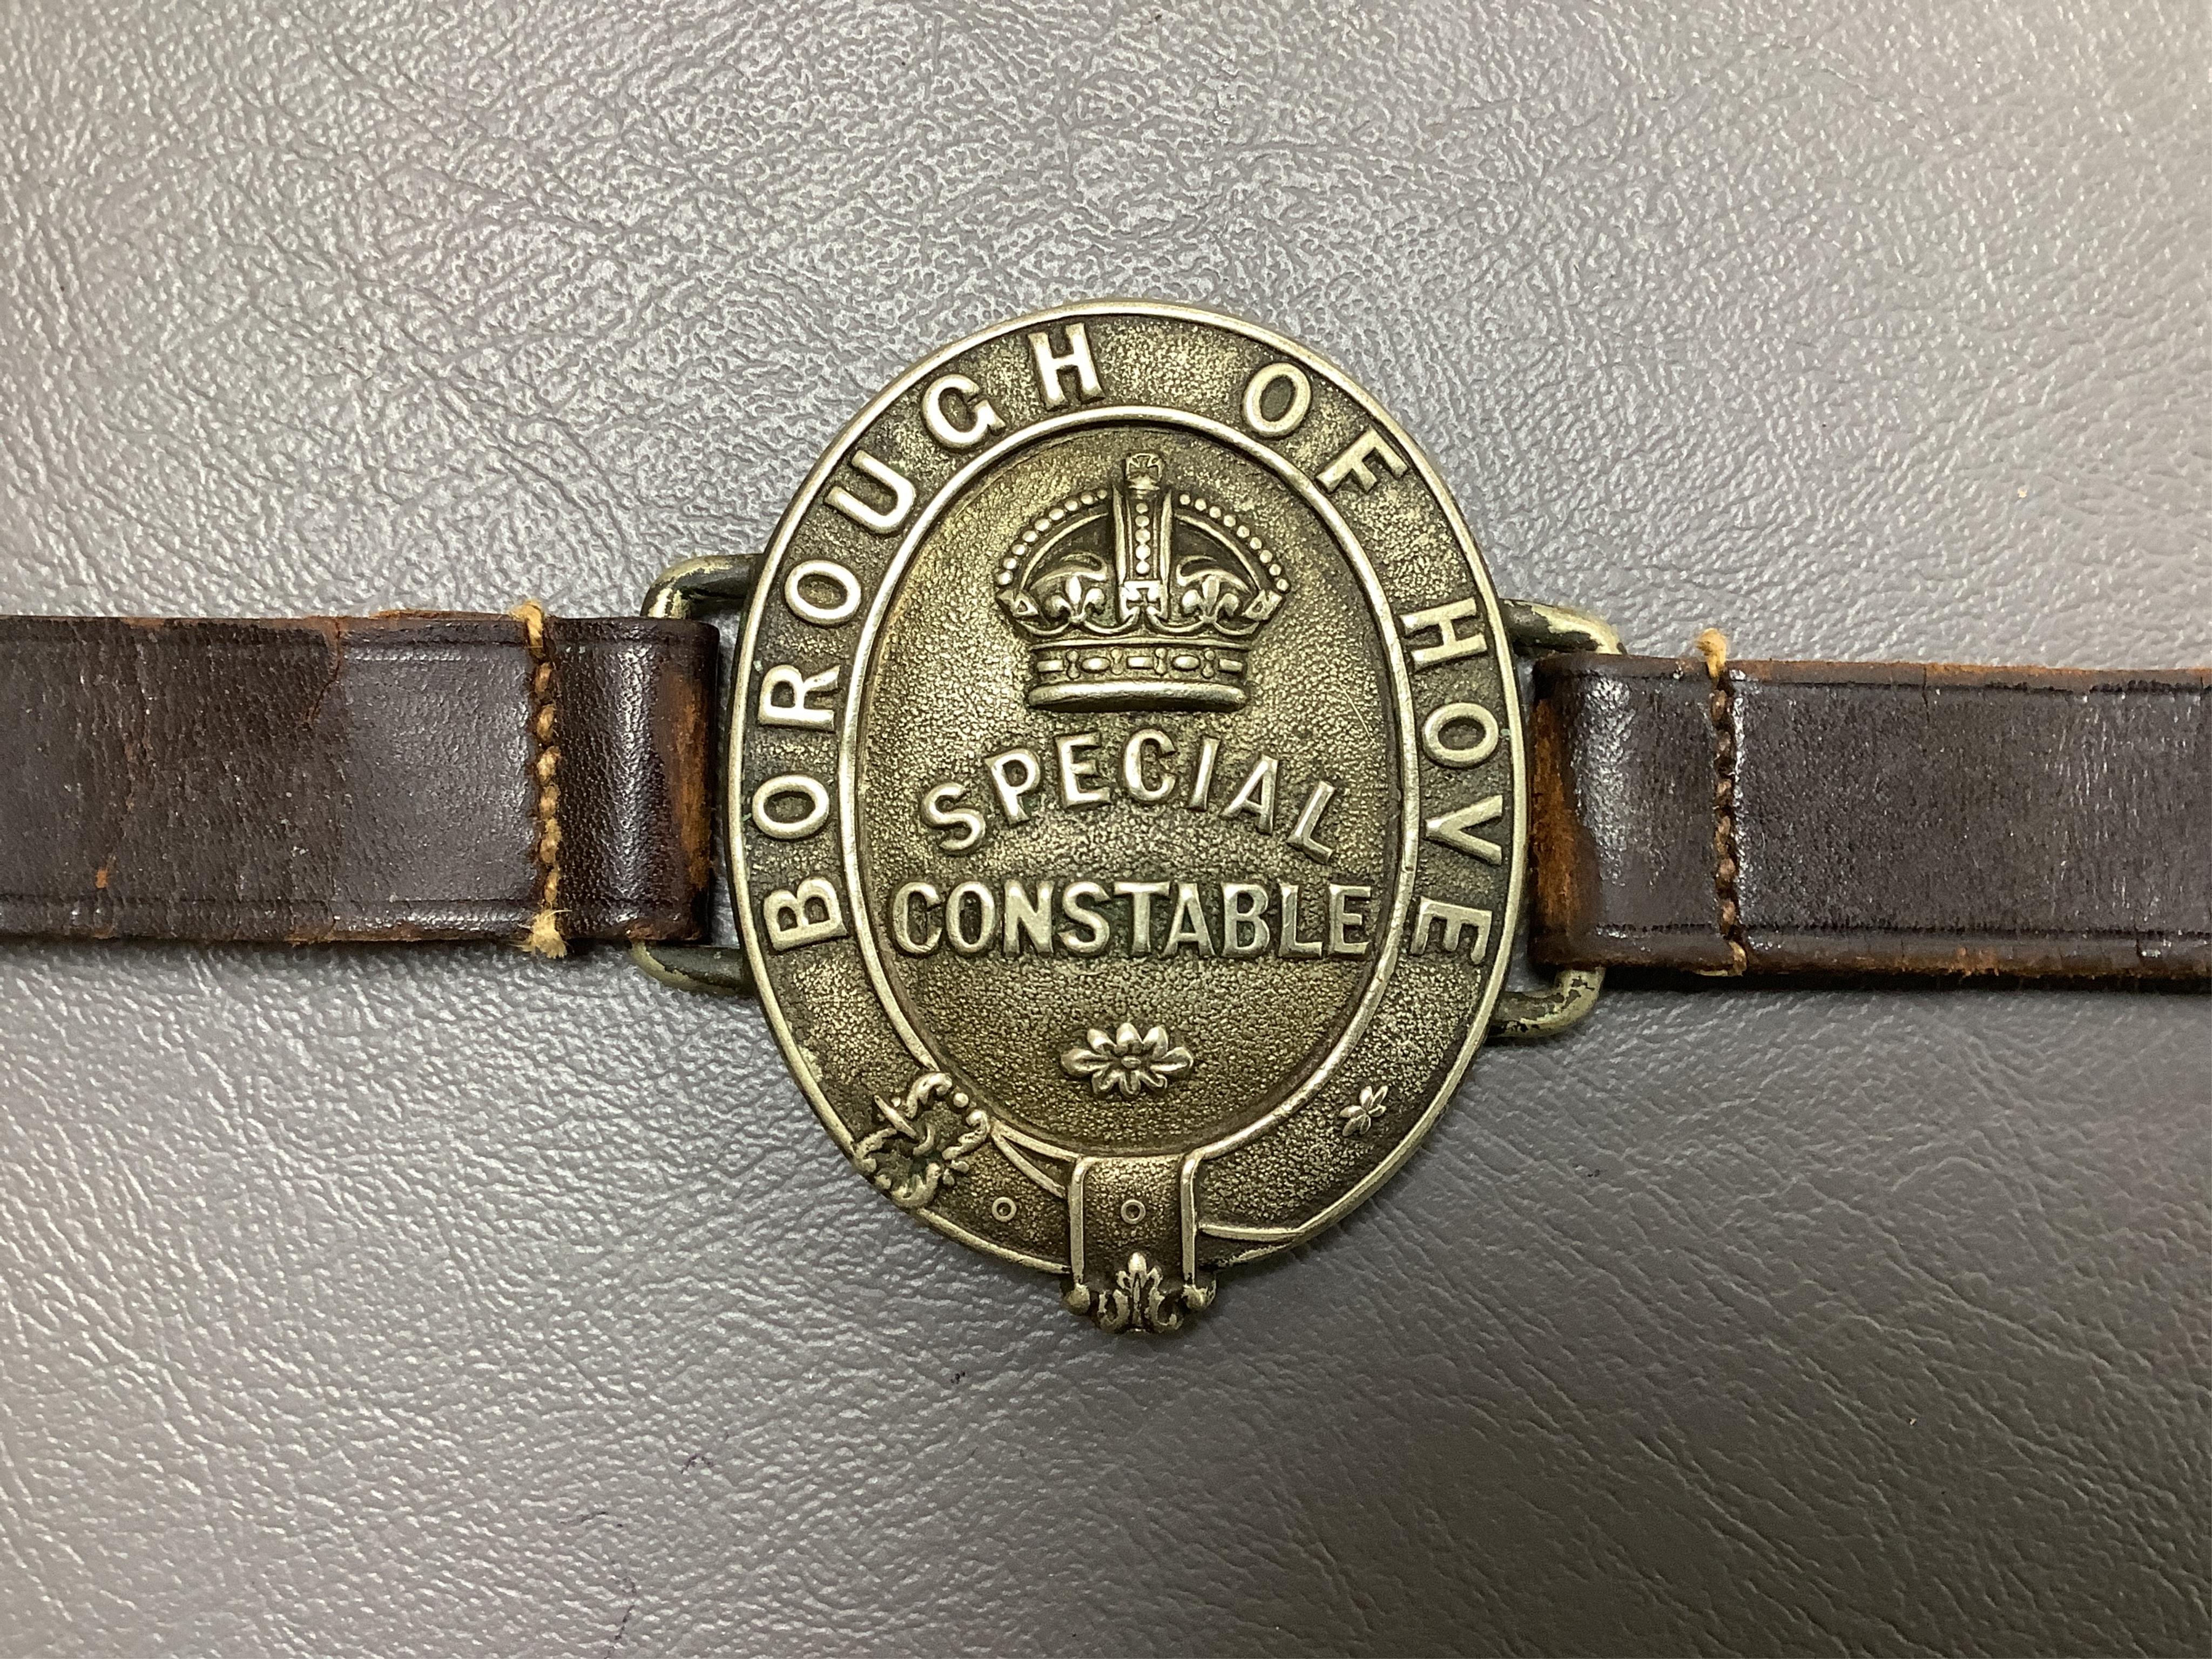 BOROUGH OF HOVE
SPECIAL
CONSTABLE